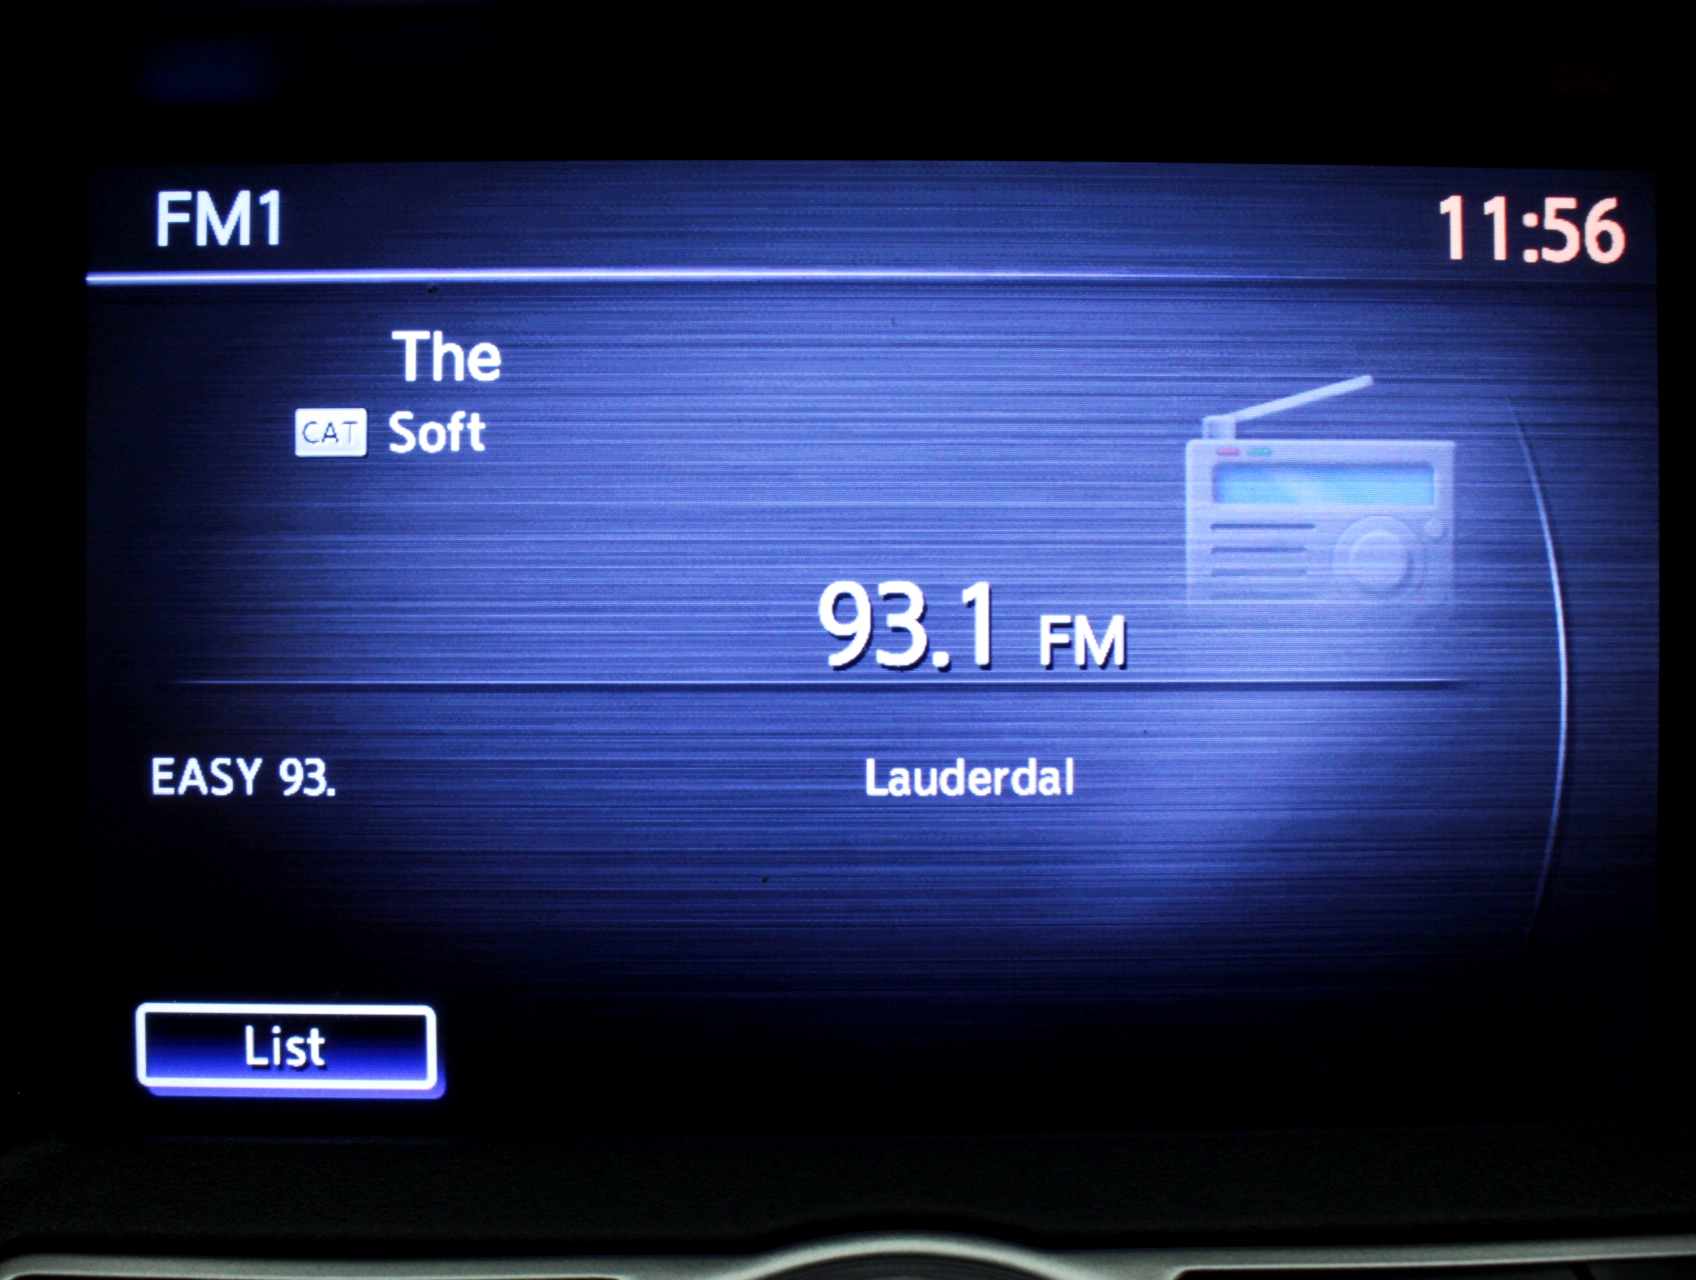 FM1 11:56
The
CAT Soft
93.1 FM
EASY 93. Lauderdal
List